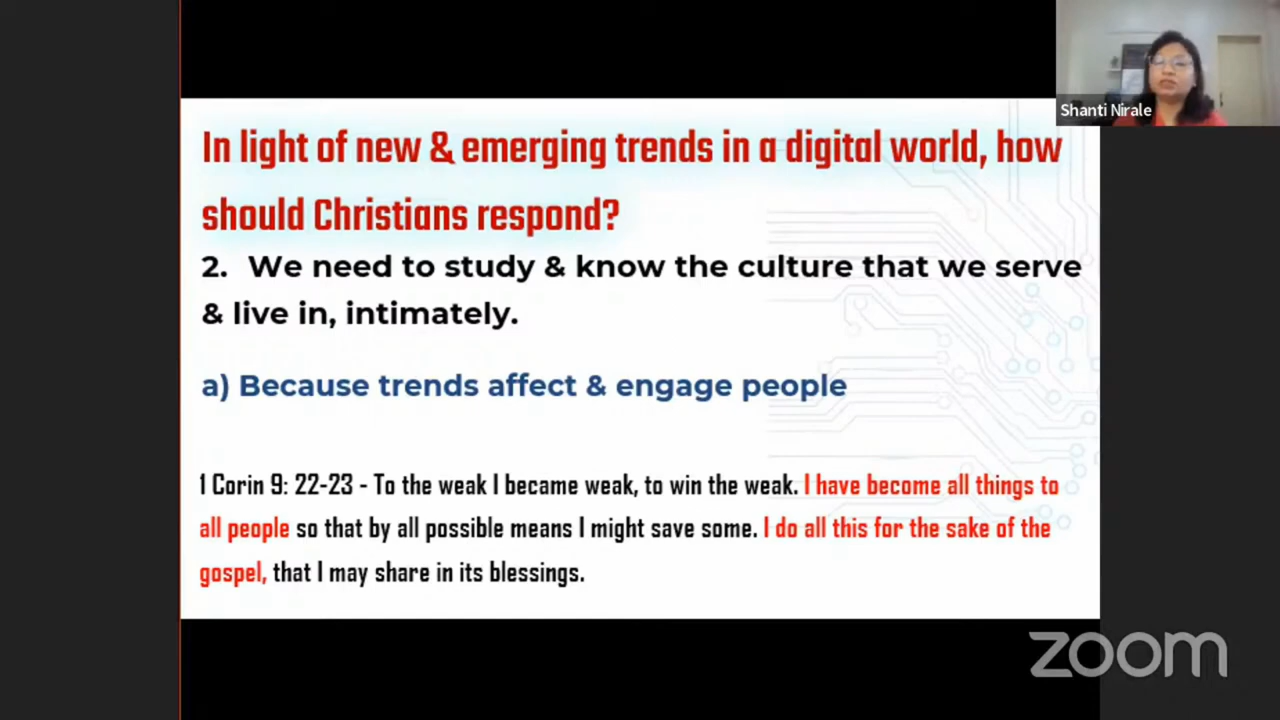 In light of new & emerging trends in a digital world, how
should Christians respond?
2. We need to study & know the culture that we serve
& live in, intimately.
a) Because trends affect & engage people
1 Corin 9: 22-23 - To the weak I became weak, to win the weak. I have become all things to
all people so that by all possible means I might save some. I do all this for the sake of the
gospel, that I may share in its blessings.
Shanti Nirale
zoom